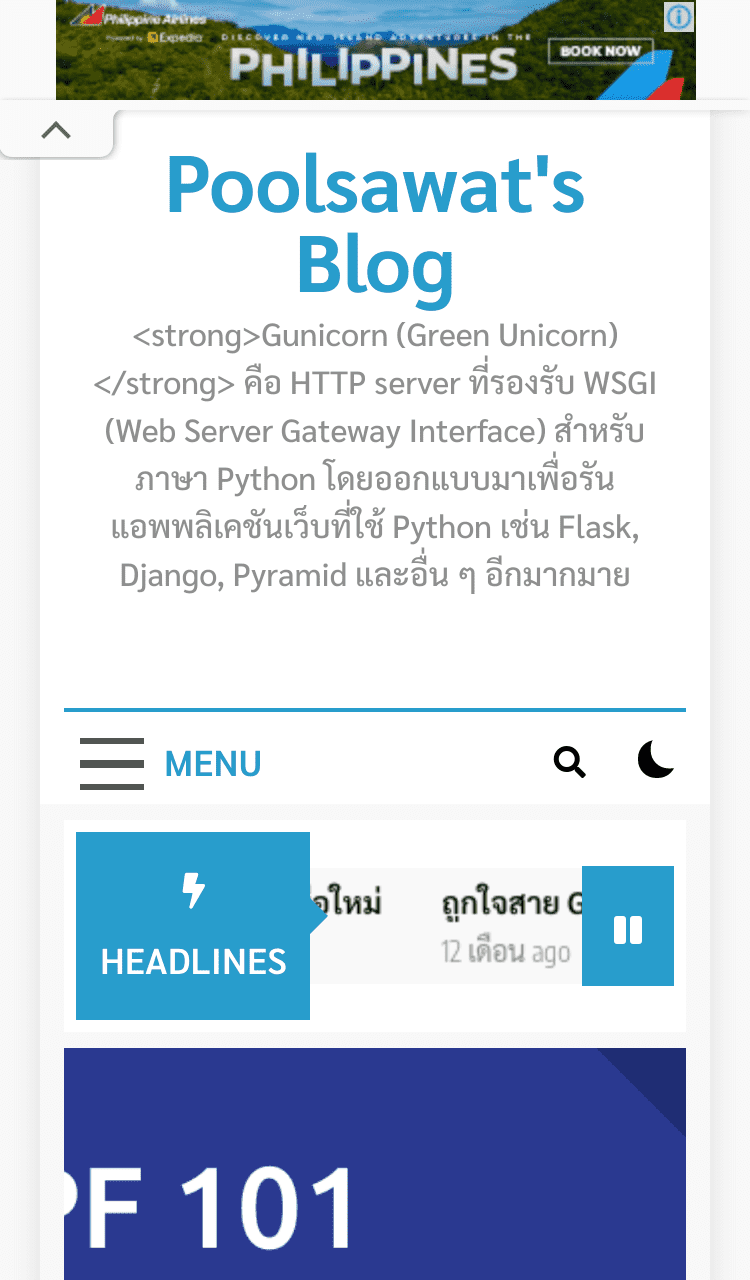 Philippine Airlines
Powered by Expedia
DISCOVER NEW ISLAND ADVENTURES IN THE
PHILIPPINES
BOOK NOW
Poolsawat's
Blog
<strong>Gunicorn (Green Unicorn)
</strong> คือ HTTP server ที่รองรับ WSGI
(Web Server Gateway Interface) สำหรับ
ภาษา Python โดยออกแบบมาเพื่อรัน
แอพพลิเคชันเว็บที่ใช้ Python เช่น Flask,
Django, Pyramid และอื่น ๆ อีกมากมาย
MENU
HEADLINES
ใหม่
ถูกใจสาย G
12 เดือน ago
PF 101